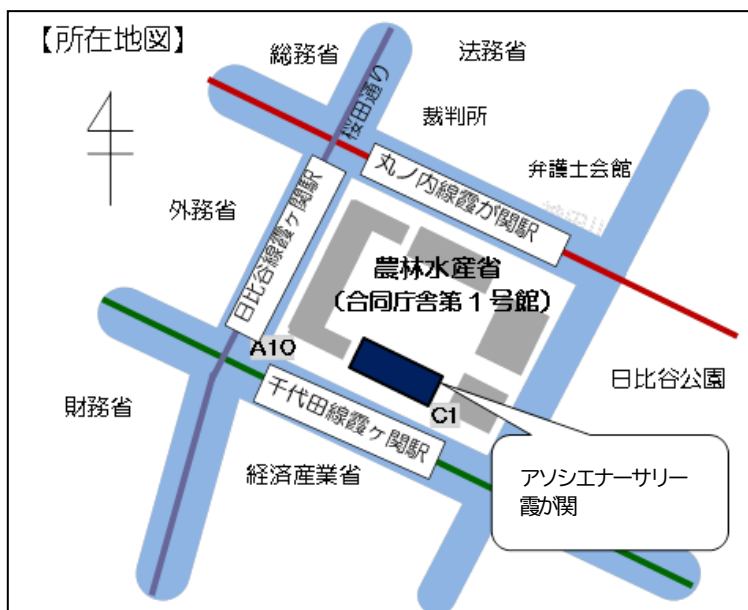 【所在地図】
総務省
法務省
桜田通り
裁判所
弁護士会館
丸ノ内線霞が関駅
外務省
日比谷線霞ヶ関駅
農林水産省
(合同庁舎第1号館)
A10
日比谷公園
財務省
千代田線霞ヶ関駅
C1
経済産業省
アソシエナーサリー
霞が関